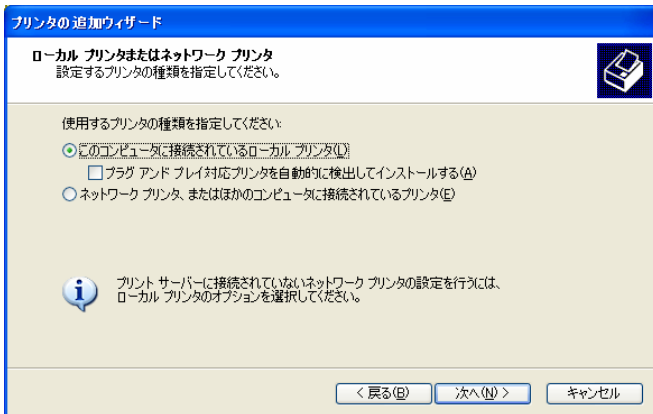 プリンタの追加ウィザード
ローカル プリンタまたはネットワーク プリンタ
設定するプリンタの種類を指定してください。
使用するプリンタの種類を指定してください:
このコンピュータに接続されているローカル プリンタ(L)
プラグ アンド プレイ対応プリンタを自動的に検出してインストールする(A)
ネットワーク プリンタ、またはほかのコンピュータに接続されているプリンタ(E)
プリント サーバーに接続されていないネットワーク プリンタの設定を行うには、
ローカル プリンタのオプションを選択してください。
< 戻る(B) 次へ(N) > キャンセル